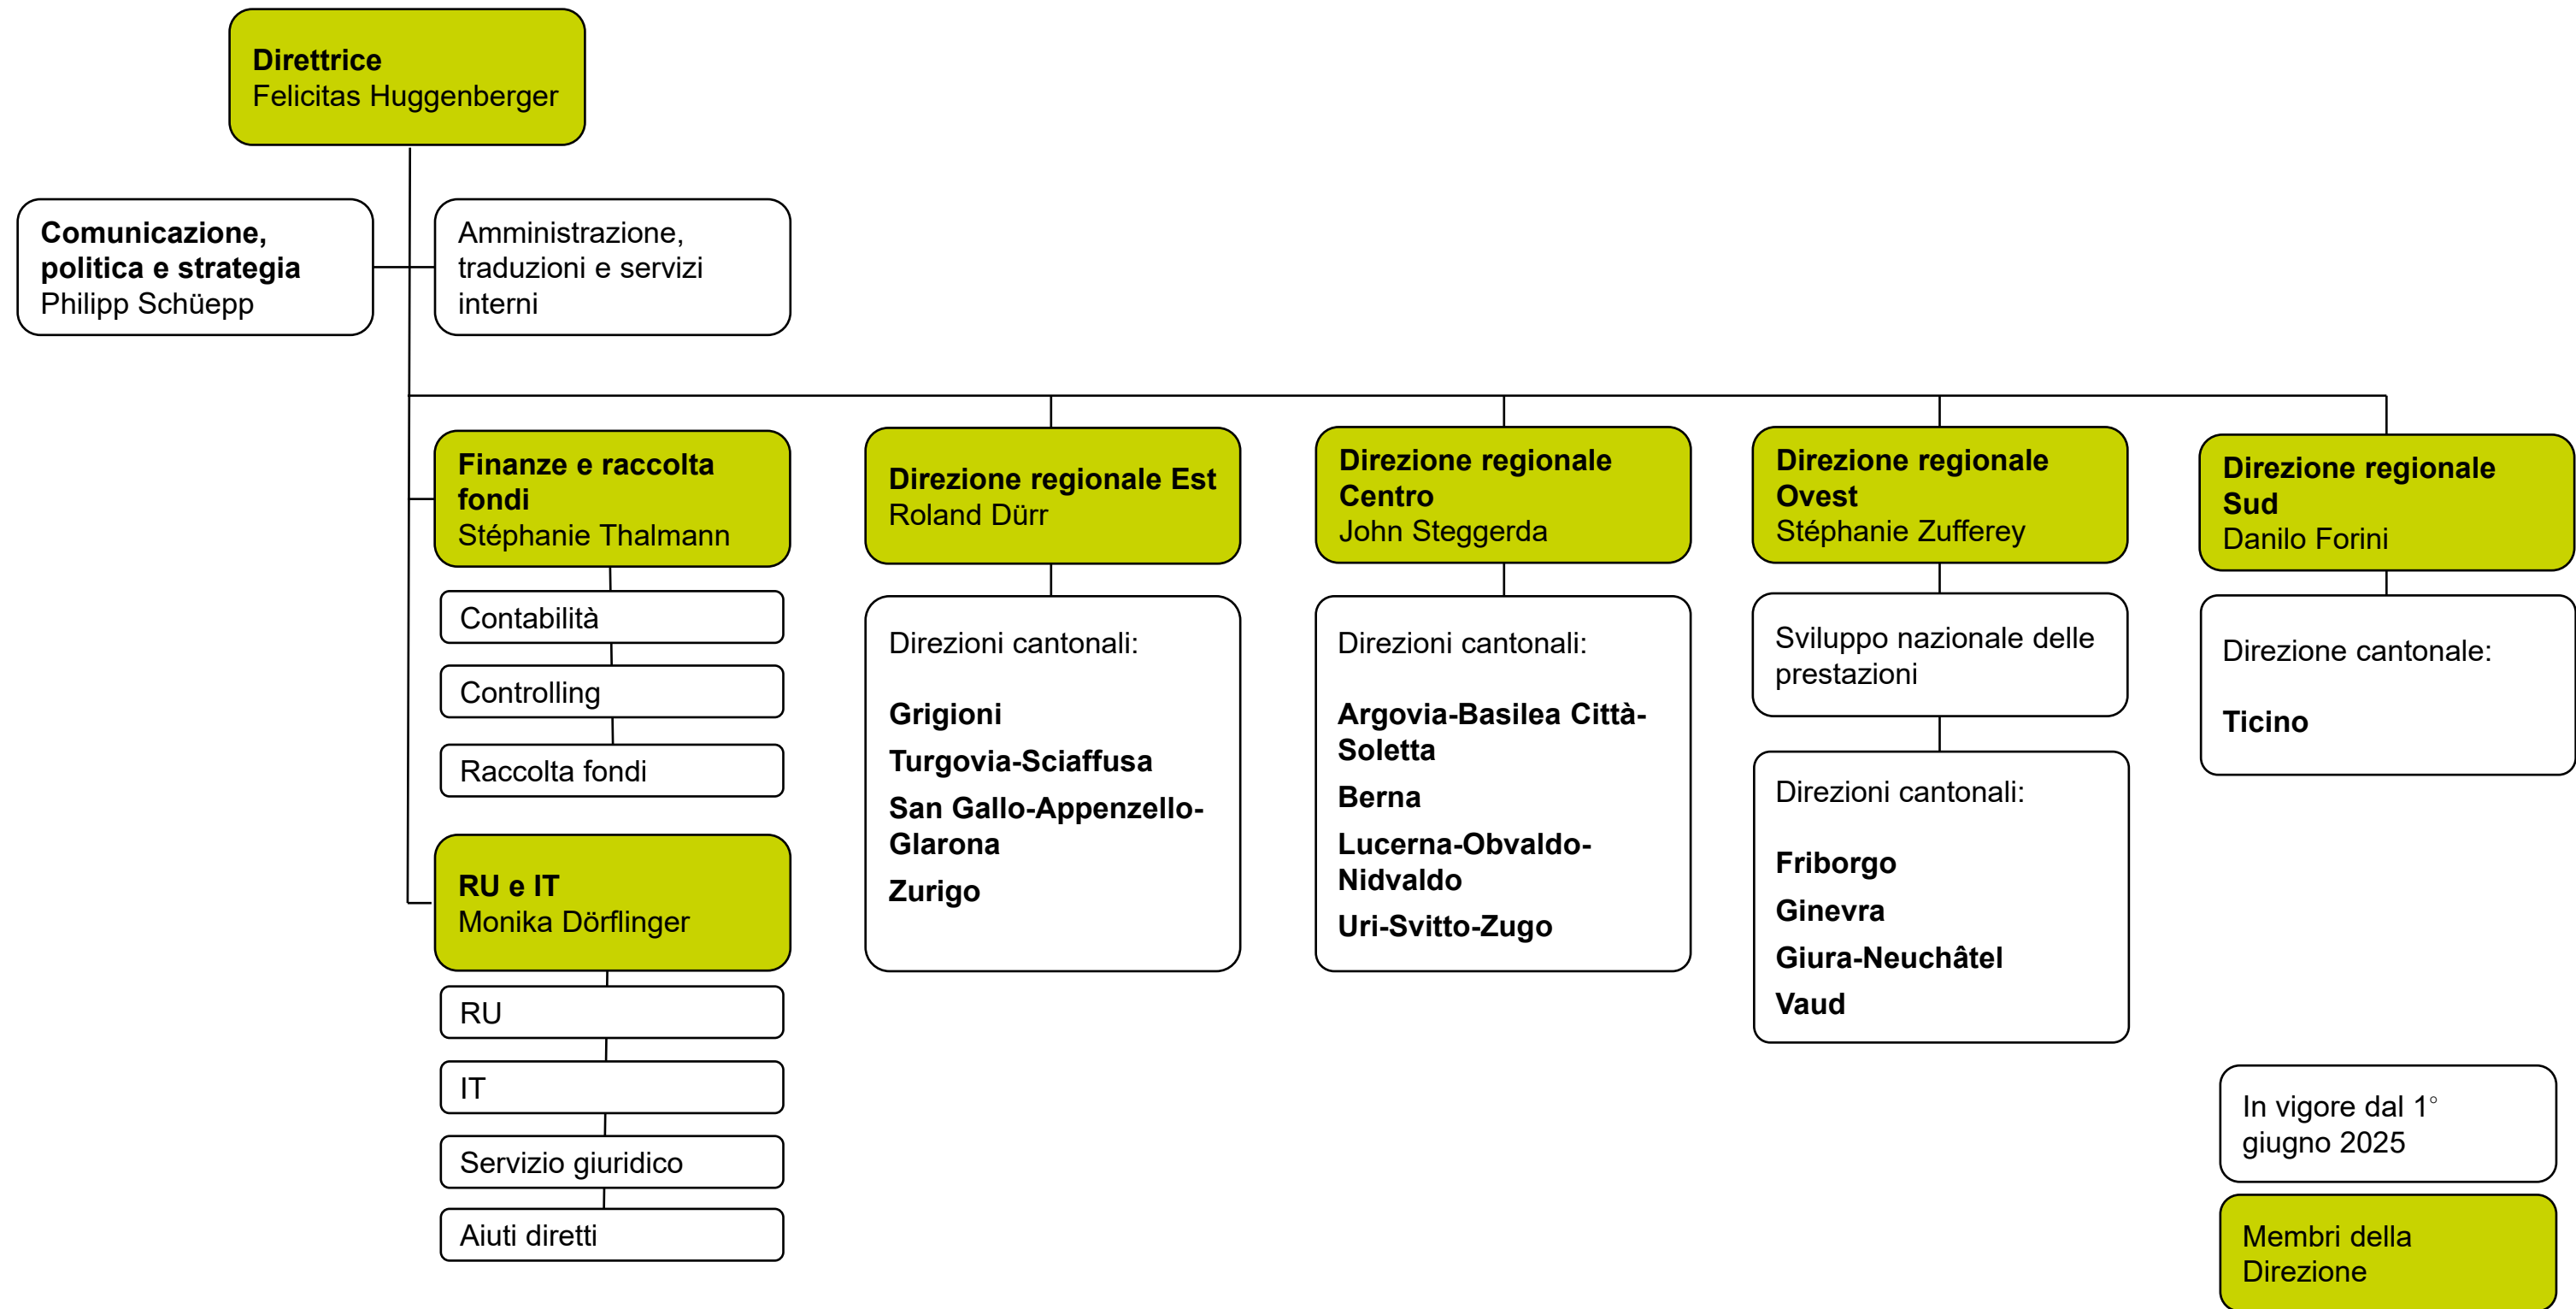 Direttrice
Felicitas Huggenberger
Comunicazione,
politica e strategia
Philipp Schüepp
Amministrazione,
traduzioni e servizi
interni
Finanze e raccolta
fondi
Stéphanie Thalmann
Contabilità
Controlling
Raccolta fondi
RU e IT
Monika Dörflinger
RU
IT
Servizio giuridico
Aiuti diretti
Direzione regionale Est
Roland Dürr
Direzioni cantonali:
Grigioni
Turgovia-Sciaffusa
San Gallo-Appenzello-
Glarona
Zurigo
Direzione regionale
Centro
John Steggerda
Direzioni cantonali:
Argovia-Basilea Città-
Soletta
Berna
Lucerna-Obvaldo-
Nidvaldo
Uri-Svitto-Zugo
Direzione regionale
Ovest
Stéphanie Zufferey
Sviluppo nazionale delle
prestazioni
Direzioni cantonali:
Friborgo
Ginevra
Giura-Neuchâtel
Vaud
Direzione regionale
Sud
Danilo Forini
Direzione cantonale:
Ticino
In vigore dal 1°
giugno 2025
Membri della
Direzione